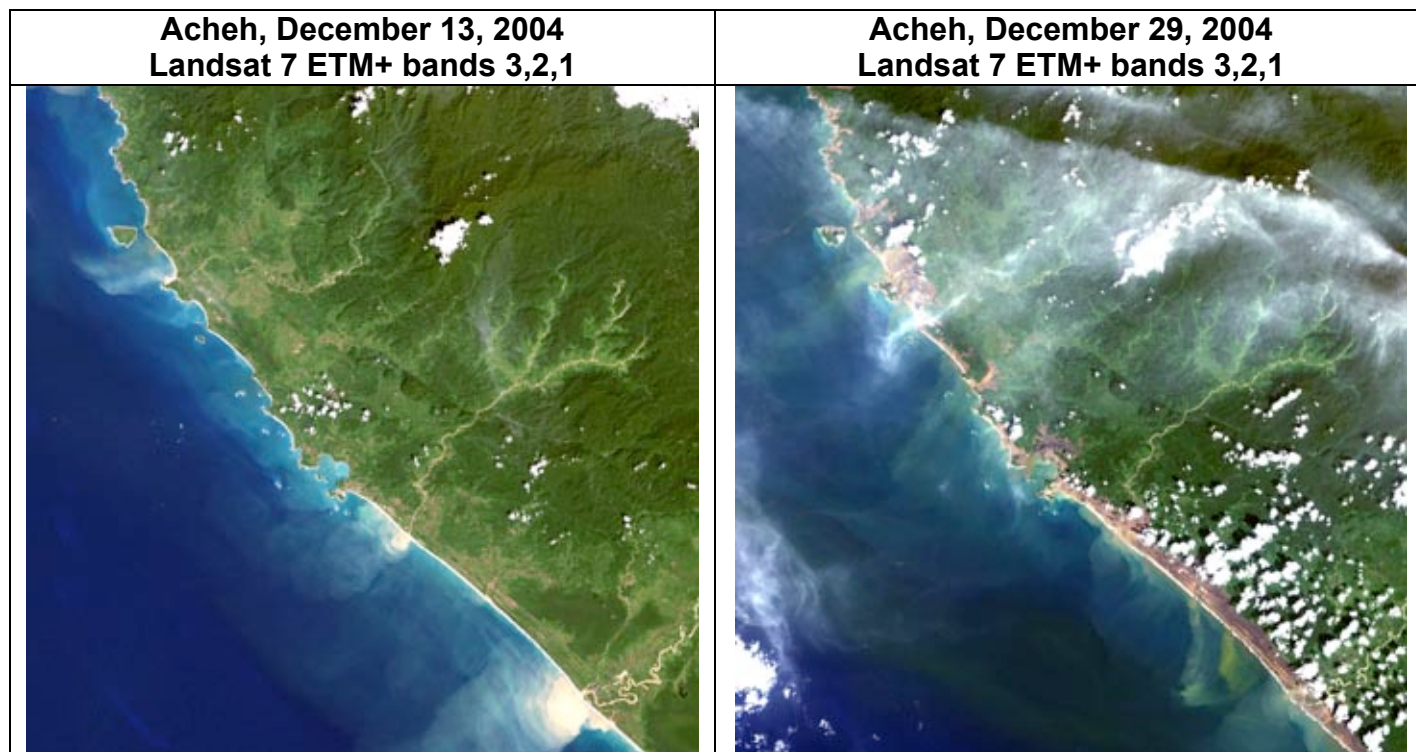 Acheh, December 13, 2004
Landsat 7 ETM+ bands 3,2,1
Acheh, December 29, 2004
Landsat 7 ETM+ bands 3,2,1